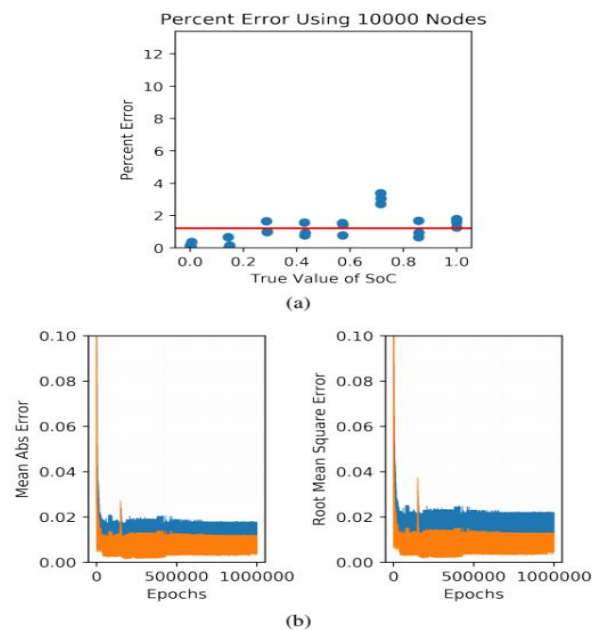 Percent Error Using 10000 Nodes
12
10
8
6
4
2
0
Percent Error
0.0 0.2 0.4 0.6 0.8 1.0
True Value of SoC
(a)
0.10
0.08
0.06
0.04
0.02
0.00
Mean Abs Error
0 500000 1000000
Epochs
0.10
0.08
0.06
0.04
0.02
0.00
Root Mean Square Error
0 500000 1000000
Epochs
(b)